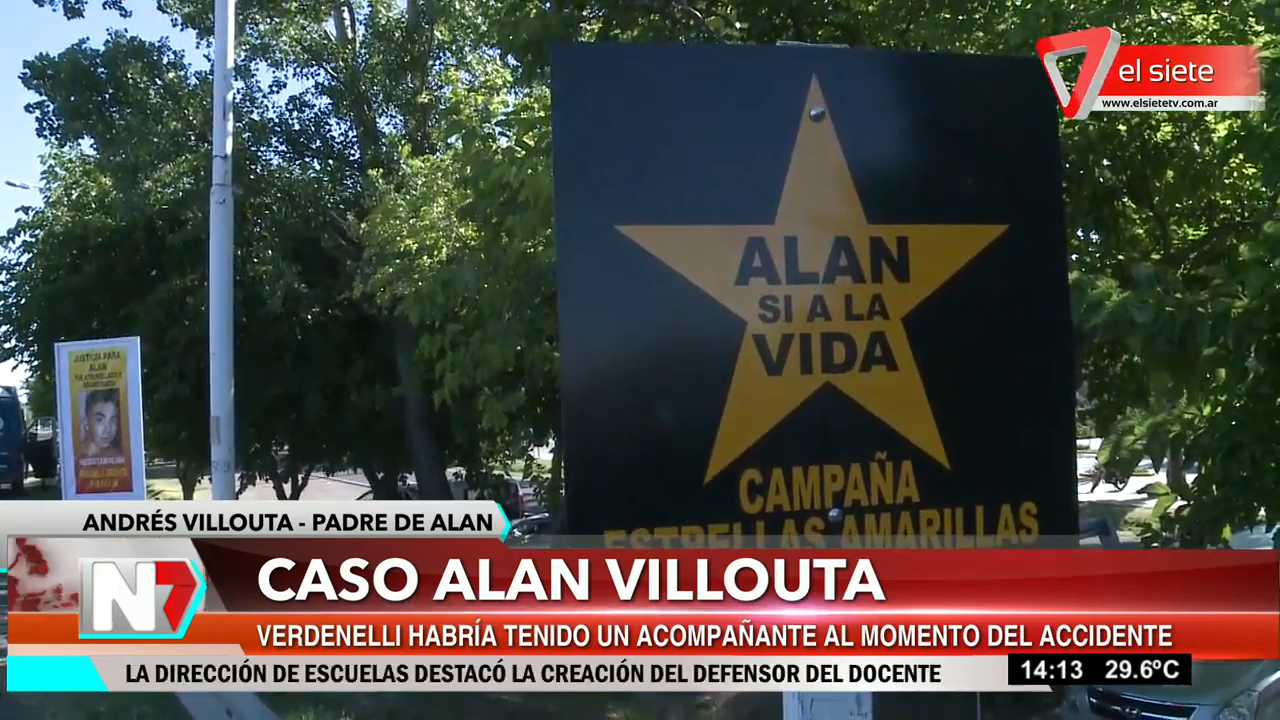 el siete
www.elsietetv.com.ar
ALAN
SI A LA
VIDA
CAMPAÑA
ESTRELLAS AMARILLAS
JUSTICIA PARA
ALAN
ANDRÉS VILLOUTA - PADRE DE ALAN
N7
CASO ALAN VILLOUTA
VERDENELLI HABRÍA TENIDO UN ACOMPAÑANTE AL MOMENTO DEL ACCIDENTE
LA DIRECCIÓN DE ESCUELAS DESTACÓ LA CREACIÓN DEL DEFENSOR DEL DOCENTE
14:13 29.6ºC